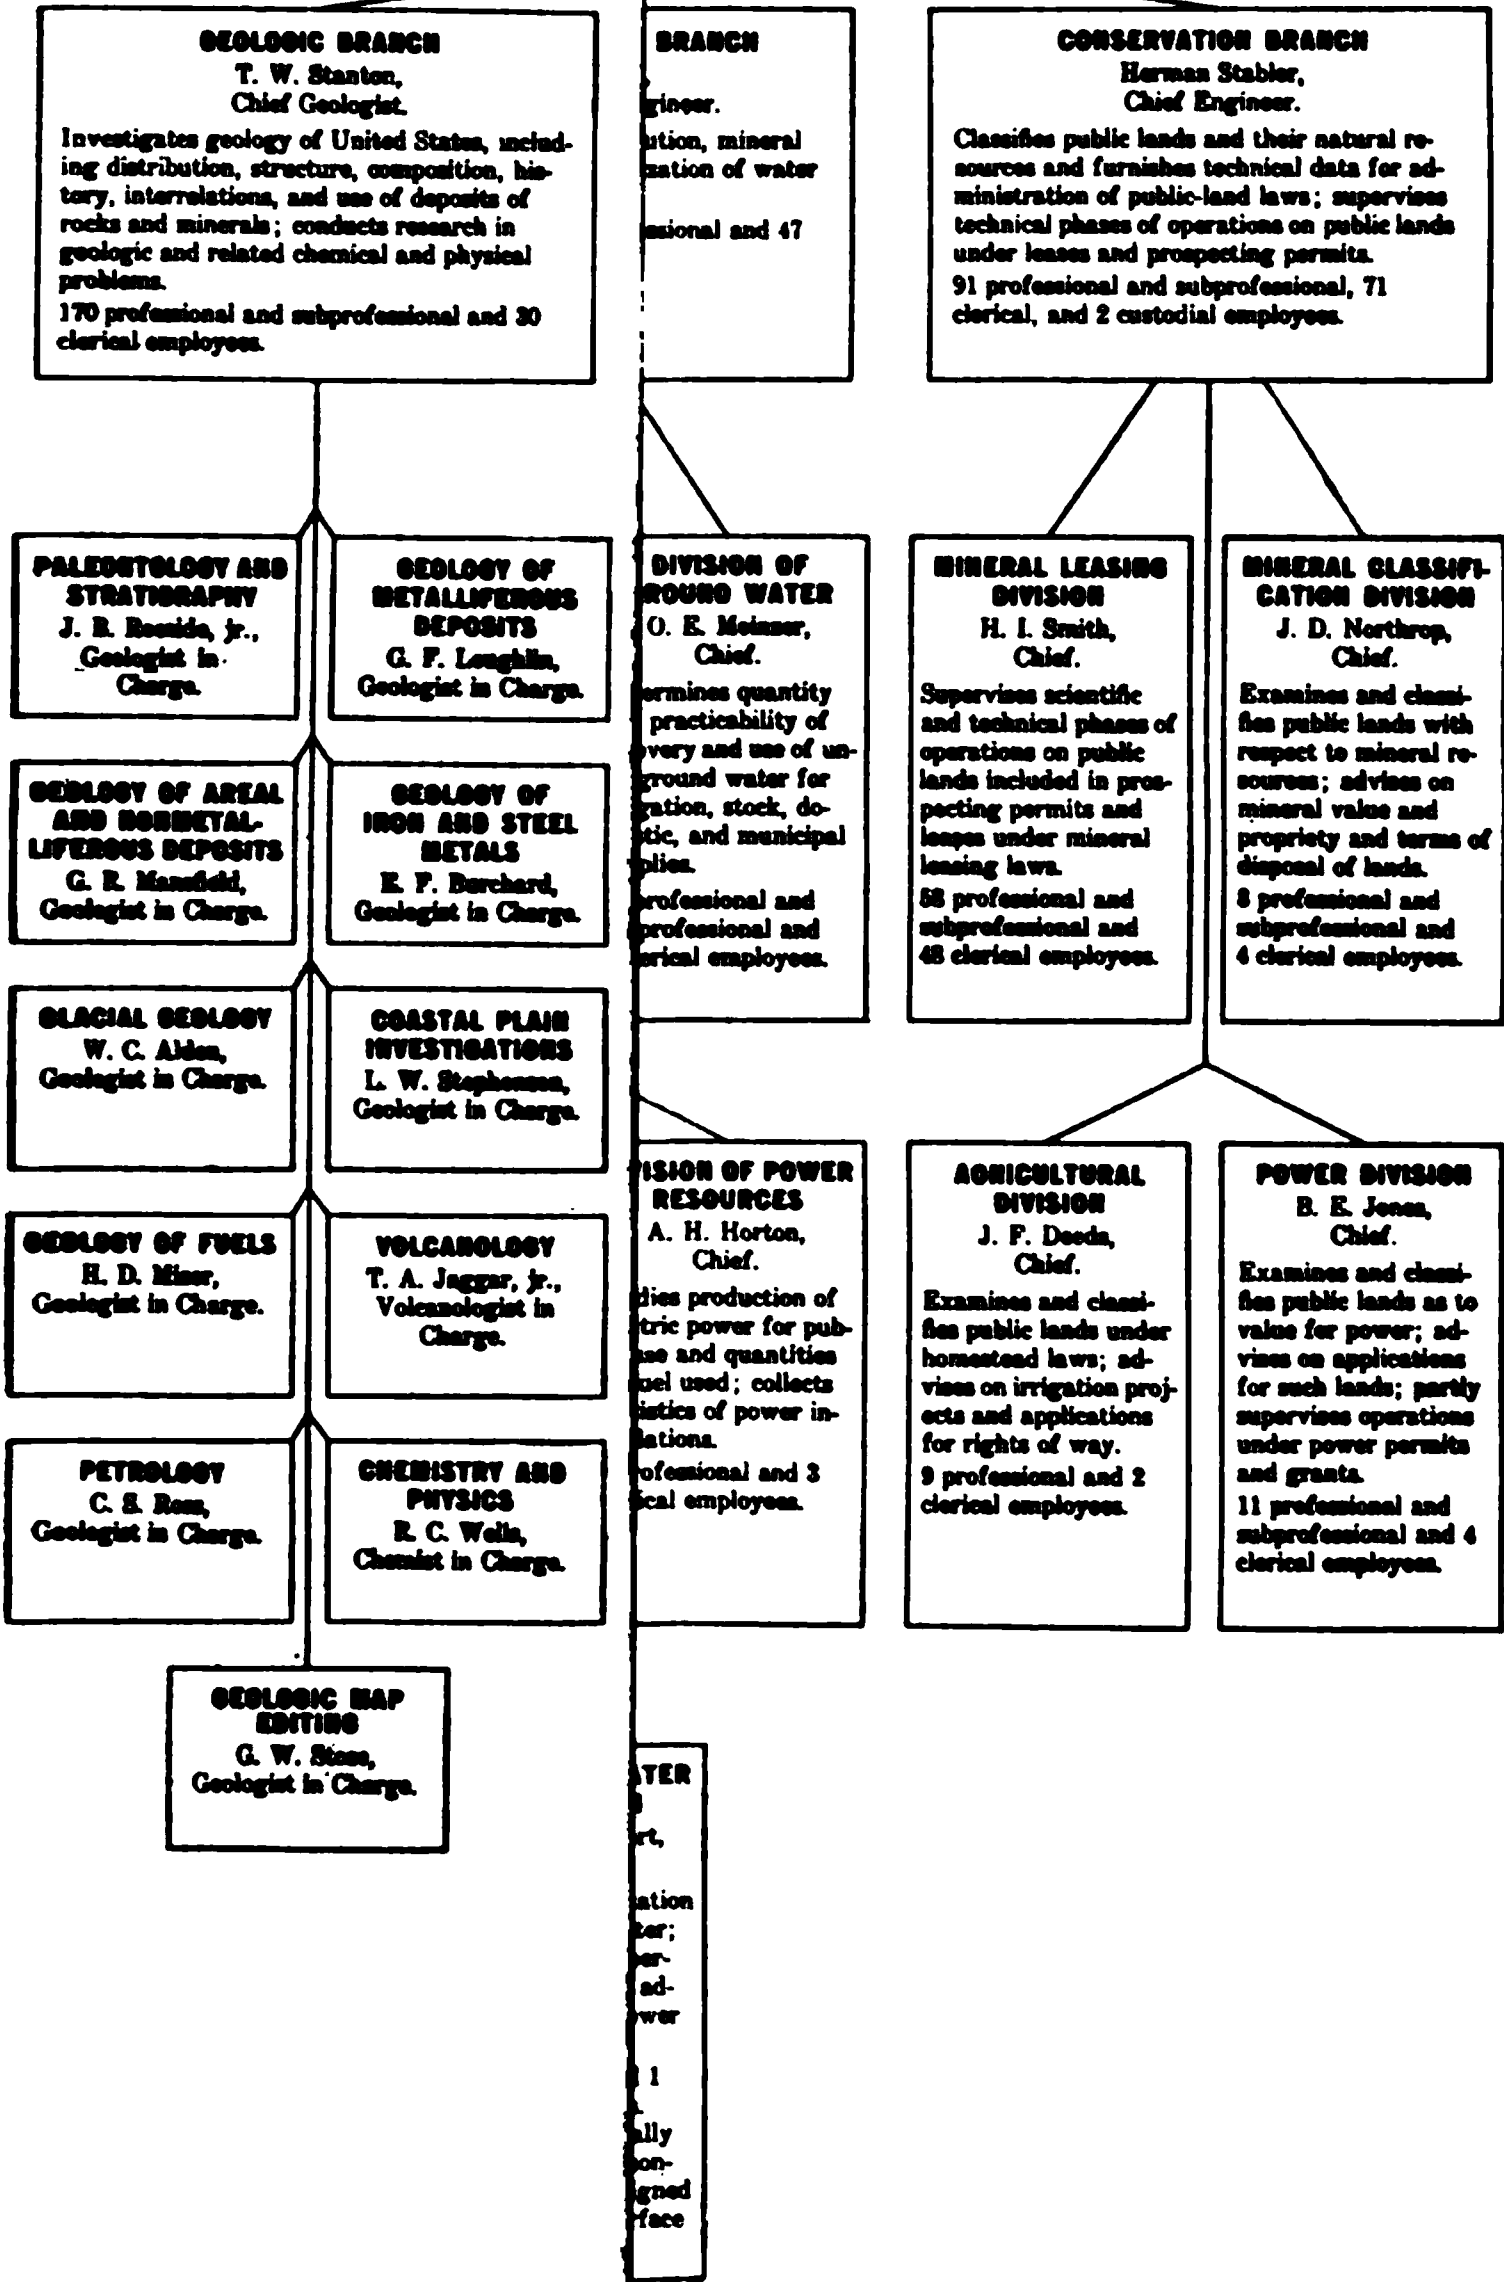 GEOLOGIC BRANCH
T. W. Stanton,
Chief Geologist.
Investigates geology of United States, includ-
ing distribution, structure, composition, his-
tory, interrelations, and use of deposits of
rocks and minerals; conducts research in
geologic and related chemical and physical
problems.
170 professional and subprofessional and 30
clerical employees.
PALEONTOLOGY AND
STRATIGRAPHY
J. B. Reeside, jr.,
Geologist in
Charge.
GEOLOGY OF
METALLIFEROUS
DEPOSITS
G. F. Loughlin,
Geologist in Charge.
GEOLOGY OF AREAL
AND NONMETAL-
LIFEROUS DEPOSITS
G. R. Mansfield,
Geologist in Charge.
GEOLOGY OF
IRON AND STEEL
METALS
E. F. Burchard,
Geologist in Charge.
GLACIAL GEOLOGY
W. C. Alden,
Geologist in Charge.
COASTAL PLAIN
INVESTIGATIONS
L. W. Stephenson,
Geologist in Charge.
GEOLOGY OF FUELS
H. D. Miser,
Geologist in Charge.
VOLCANOLOGY
T. A. Jaggar, jr.,
Volcanologist in
Charge.
PETROLOGY
C. S. Ross,
Geologist in Charge.
CHEMISTRY AND
PHYSICS
R. C. Wells,
Chemist in Charge.
GEOLOGIC MAP
EDITING
G. W. Stose,
Geologist in Charge.
BRANCH
gineer.
ution, mineral
zation of water
essional and 47
DIVISION OF
ROUND WATER
O. E. Meinzer,
Chief.
ermines quantity
practicability of
overy and use of un-
ground water for
gation, stock, do-
stic, and municipal
plies.
professional and
professional and
erical employees.
VISION OF POWER
RESOURCES
A. H. Horton,
Chief.
dies production of
tric power for pub-
use and quantities
fuel used; collects
istics of power in-
lations.
rofessional and 3
ical employees.
ATER
rt,
ation
ter;
per-
ad-
ower
1
ally
gned
rface
CONSERVATION BRANCH
Herman Stabler,
Chief Engineer.
Classifies public lands and their natural re-
sources and furnishes technical data for ad-
ministration of public-land laws; supervises
technical phases of operations on public lands
under leases and prospecting permits.
91 professional and subprofessional, 71
clerical, and 2 custodial employees.
MINERAL LEASING
DIVISION
H. I. Smith,
Chief.
Supervises scientific
and technical phases of
operations on public
lands included in pros-
pecting permits and
leases under mineral
leasing laws.
58 professional and
subprofessional and
48 clerical employees.
MINERAL CLASSIFI-
CATION DIVISION
J. D. Northrop,
Chief.
Examines and classi-
fies public lands with
respect to mineral re-
sources; advises on
mineral value and
propriety and terms of
disposal of lands.
8 professional and
subprofessional and
4 clerical employees.
AGRICULTURAL
DIVISION
J. F. Deeds,
Chief.
Examines and classi-
fies public lands under
homestead laws; ad-
vises on irrigation proj-
ects and applications
for rights of way.
9 professional and 2
clerical employees.
POWER DIVISION
B. E. Jones,
Chief.
Examines and classi-
fies public lands as to
value for power; ad-
vises on applications
for such lands; partly
supervises operations
under power permits
and grants.
11 professional and
subprofessional and 4
clerical employees.